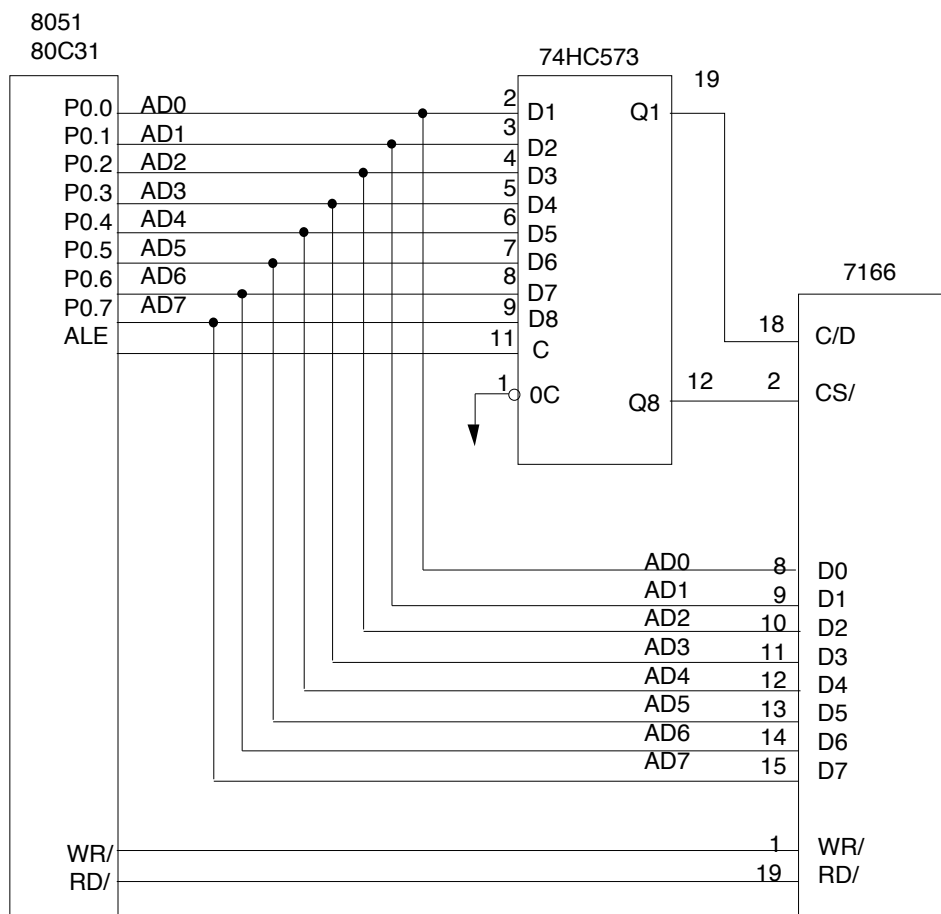 8051
80C31
74HC573
19
P0.0 AD0 2 D1 Q1
P0.1 AD1 3 D2
P0.2 AD2 4 D3
P0.3 AD3 5 D4
P0.4 AD4 6 D5
P0.5 AD5 7 D6
P0.6 AD6 8 D7
P0.7 AD7 9 D8
7166
ALE 11 C 18 C/D
1 0C Q8 12 2 CS/
AD0 8 D0
AD1 9 D1
AD2 10 D2
AD3 11 D3
AD4 12 D4
AD5 13 D5
AD6 14 D6
AD7 15 D7
WR/ 1 WR/
RD/ 19 RD/